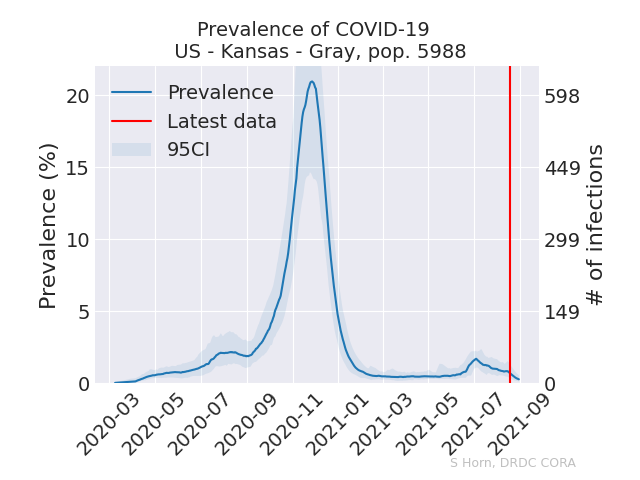 Prevalence of COVID-19
US - Kansas - Gray, pop. 5988
Prevalence
Latest data
95CI
Prevalence (%)
20
15
10
5
0
# of infections
598
449
299
149
0
2020-03
2020-05
2020-07
2020-09
2020-11
2021-01
2021-03
2021-05
2021-07
2021-09
S Horn, DRDC CORA